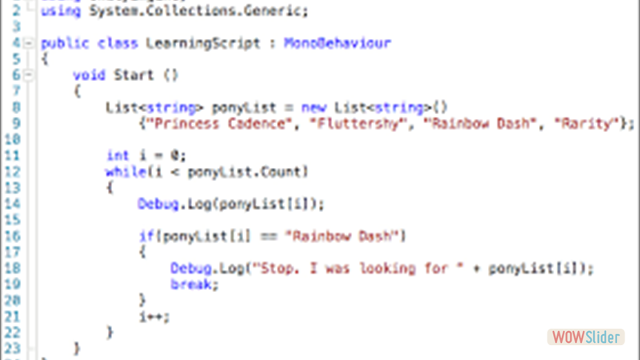 2 using System.Collections.Generic;
3
4 public class LearningScript : MonoBehaviour
5 {
6 void Start ()
7 {
8 List<string> ponyList = new List<string>()
9 {"Princess Cadence", "Fluttershy", "Rainbow Dash", "Rarity"};
10
11 int i = 0;
12 while(i < ponyList.Count)
13 {
14 Debug.Log(ponyList[i]);
15
16 if(ponyList[i] == "Rainbow Dash")
17 {
18 Debug.Log("Stop. I was looking for " + ponyList[i]);
19 break;
20 }
21 i++;
22 }
23 }
WOWSlider